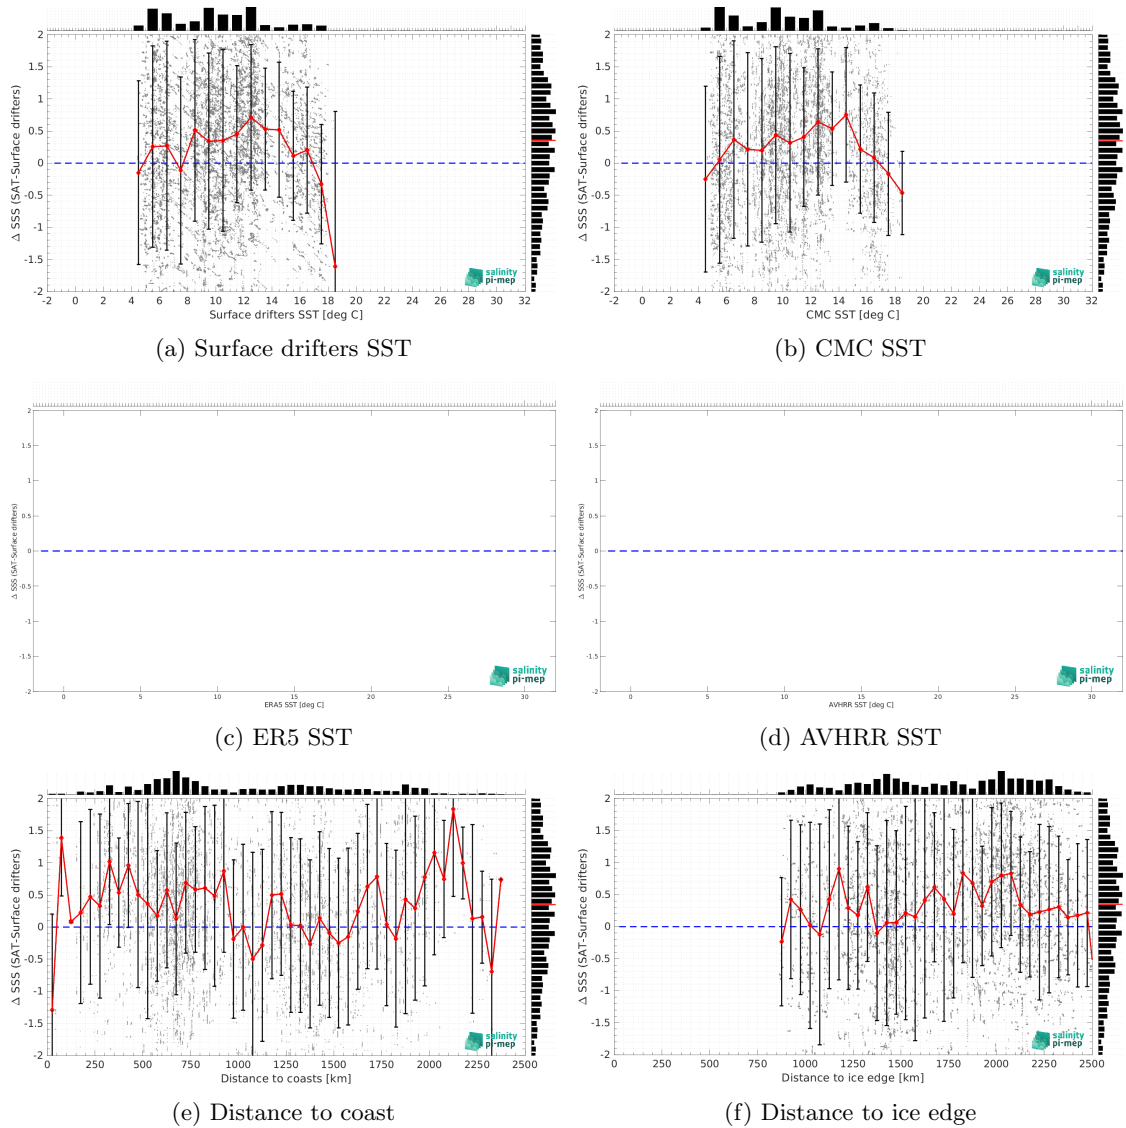 2
1.5
1
0.5
0
-0.5
-1
-1.5
-2
Δ SSS (SAT-Surface drifters)
-2 0 2 4 6 8 10 12 14 16 18 20 22 24 26 28 30 32
Surface drifters SST [deg C]
salinity
pi-mep
(a) Surface drifters SST
2
1.5
1
0.5
0
-0.5
-1
-1.5
-2
Δ SSS (SAT-Surface drifters)
-2 0 2 4 6 8 10 12 14 16 18 20 22 24 26 28 30 32
CMC SST [deg C]
salinity
pi-mep
(b) CMC SST
2
1.5
1
0.5
0
-0.5
-1
-1.5
-2
Δ SSS (SAT-Surface drifters)
0 5 10 15 20 25 30
ERA5 SST [deg C]
salinity
pi-mep
(c) ER5 SST
2
1.5
1
0.5
0
-0.5
-1
-1.5
-2
Δ SSS (SAT-Surface drifters)
0 5 10 15 20 25 30
AVHRR SST [deg C]
salinity
pi-mep
(d) AVHRR SST
2
1.5
1
0.5
0
-0.5
-1
-1.5
-2
Δ SSS (SAT-Surface drifters)
0 250 500 750 1000 1250 1500 1750 2000 2250 2500
Distance to coasts [km]
salinity
pi-mep
(e) Distance to coast
2
1.5
1
0.5
0
-0.5
-1
-1.5
-2
Δ SSS (SAT-Surface drifters)
0 250 500 750 1000 1250 1500 1750 2000 2250 2500
Distance to ice edge [km]
salinity
pi-mep
(f) Distance to ice edge